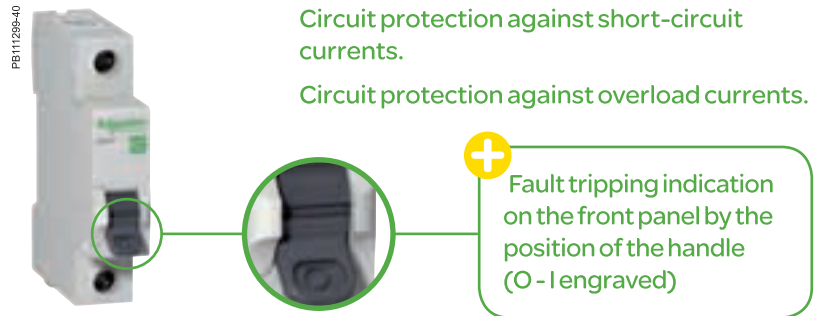 PB111299-40
Circuit protection against short-circuit
currents.
Circuit protection against overload currents.
Fault tripping indication
on the front panel by the
position of the handle
(O - I engraved)